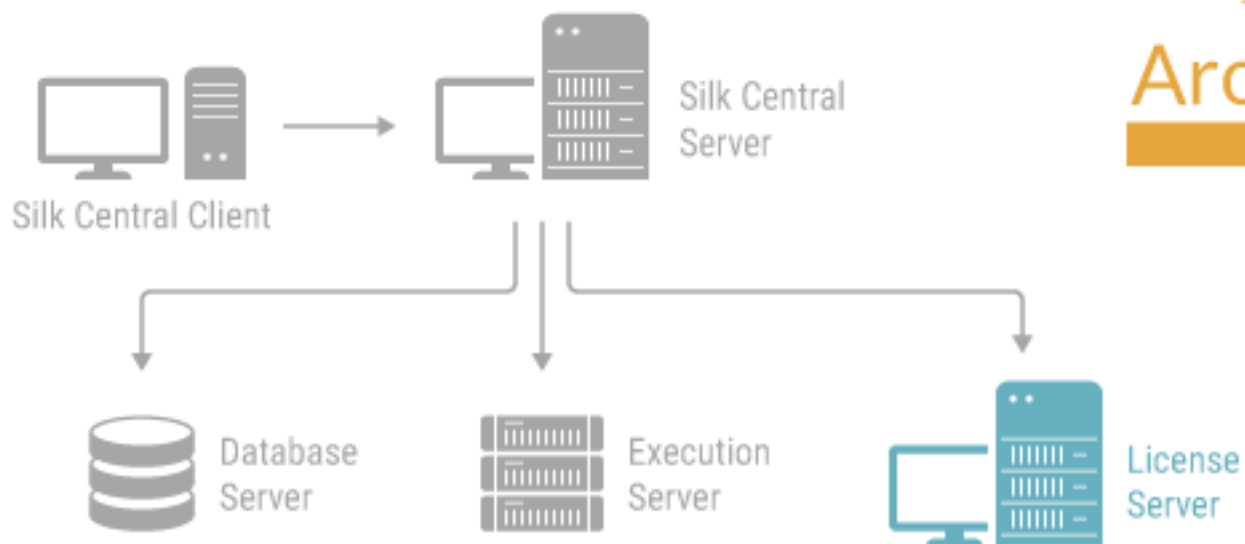 Silk Central
Server
Silk Central Client
Database
Server
Execution
Server
License
Server